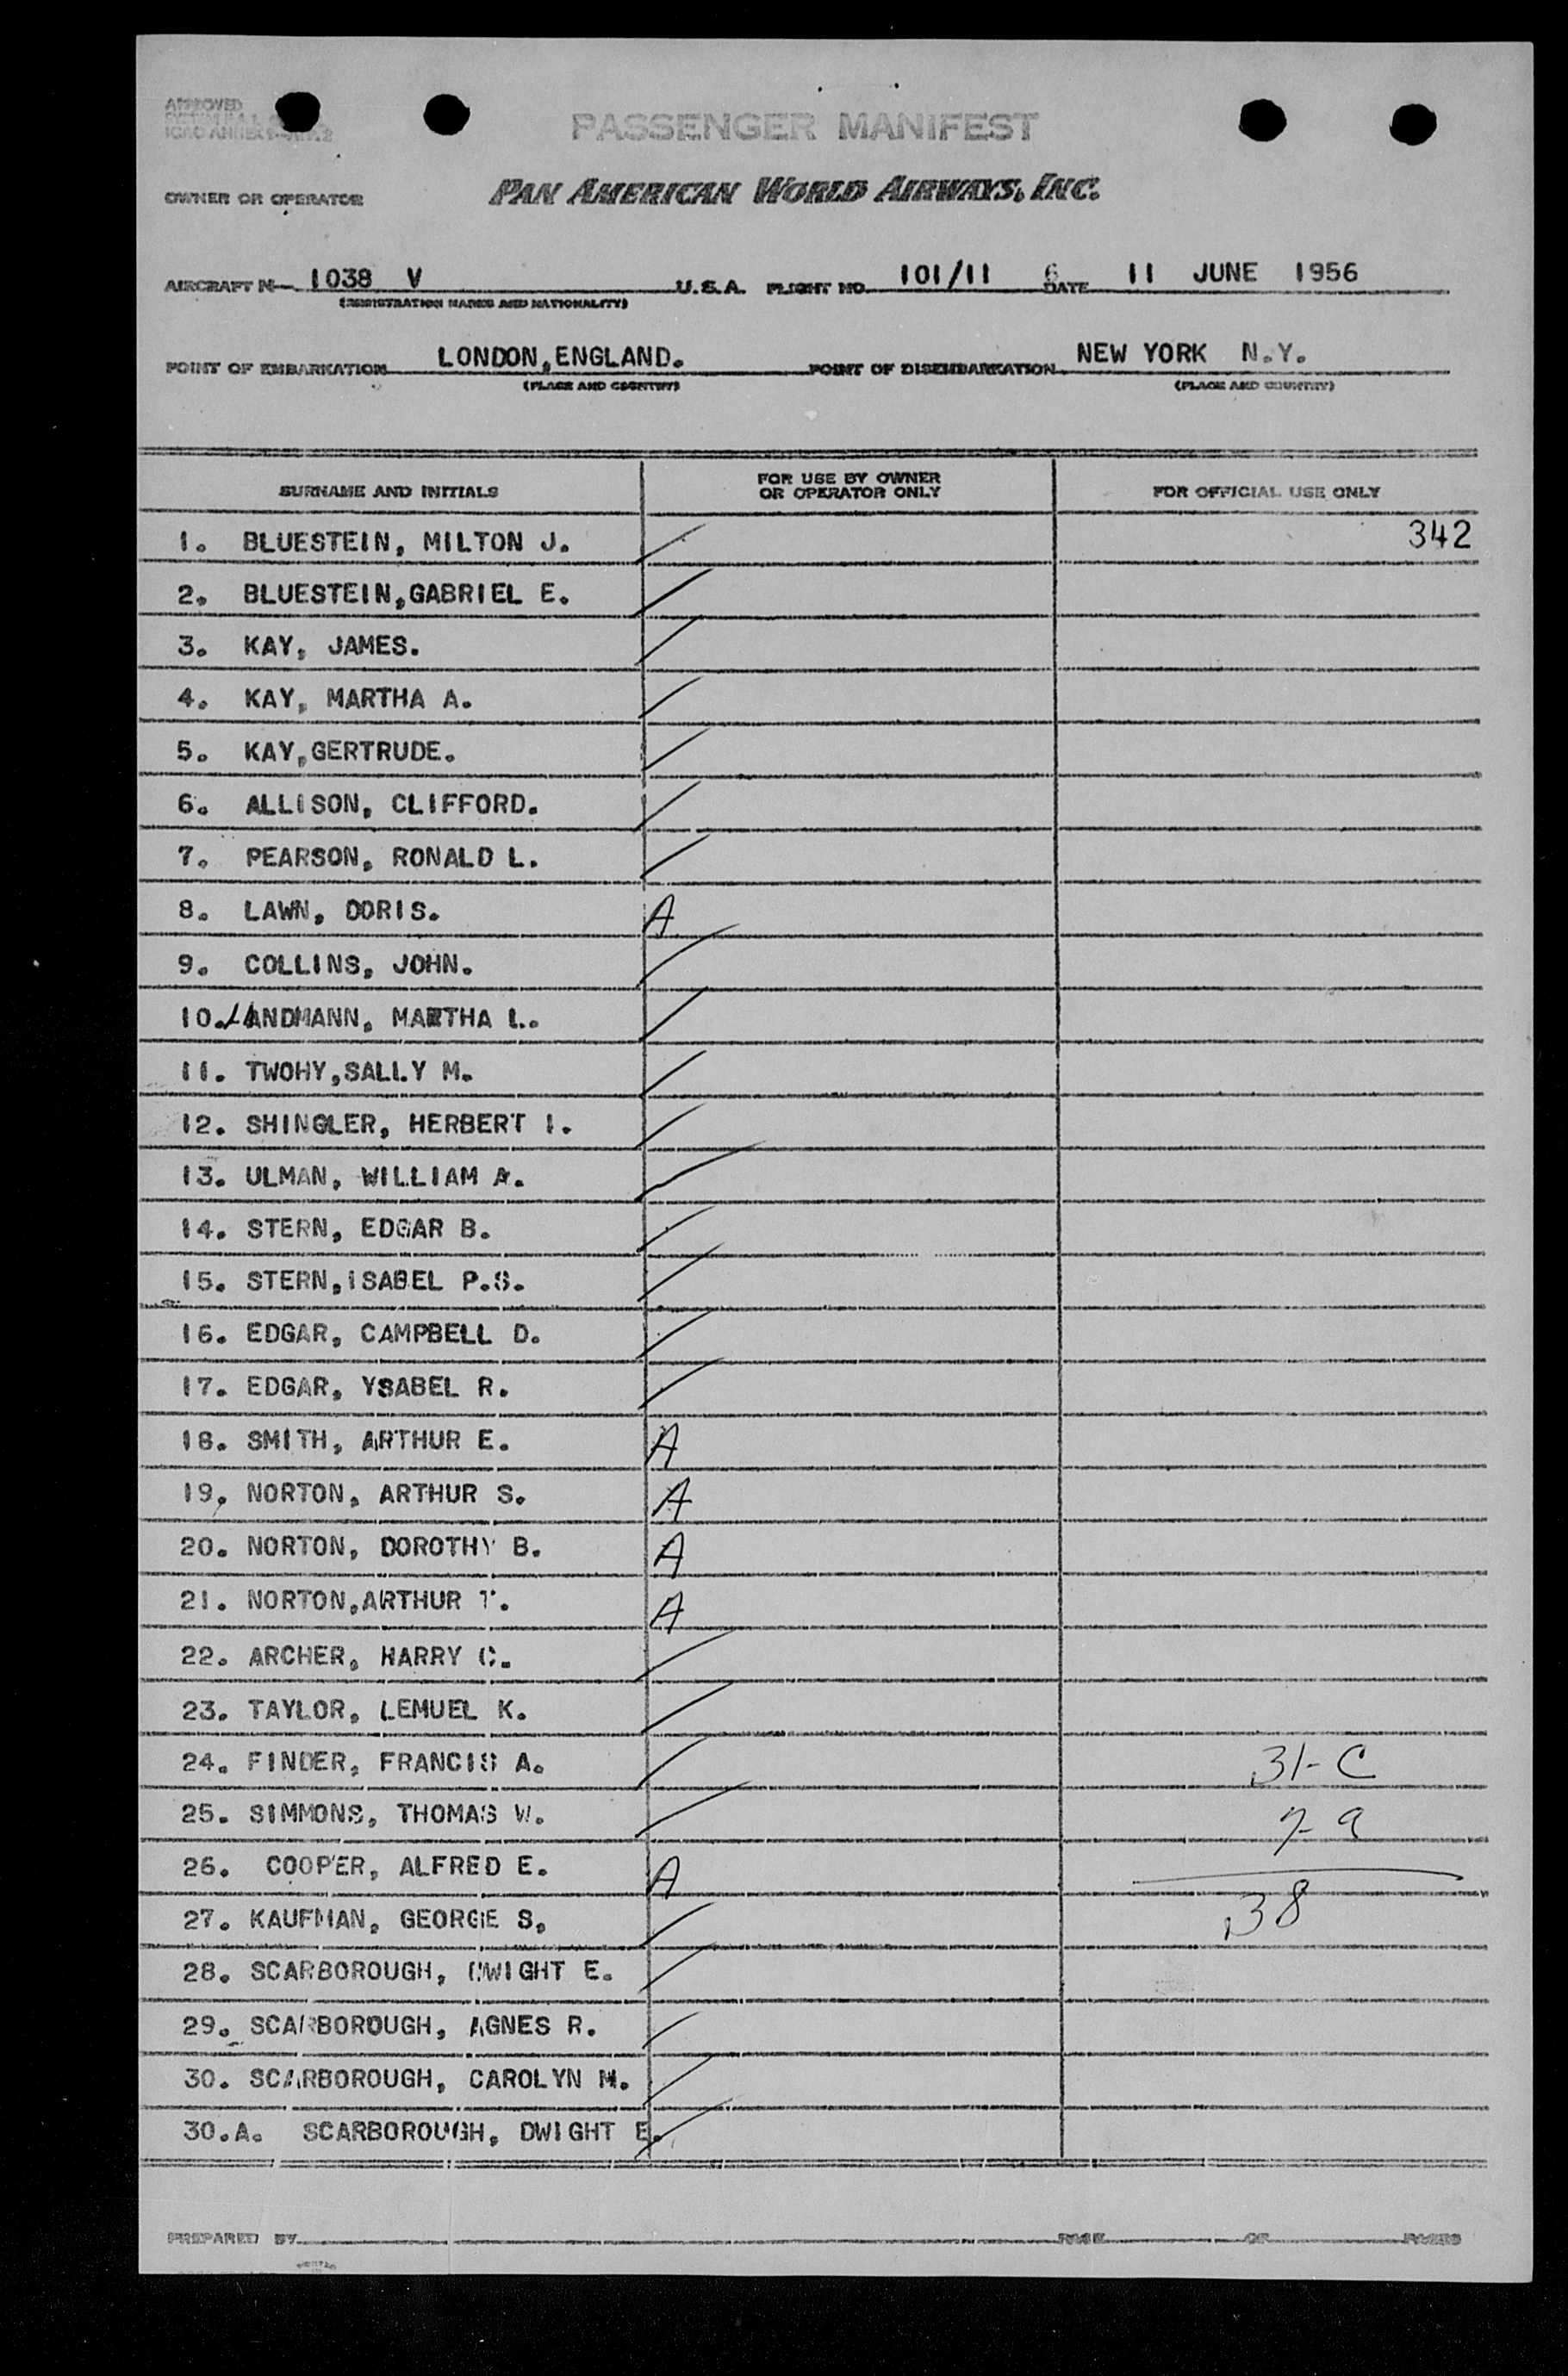 APPROVED
PASSENGER MANIFEST
OWNER OR OPERATOR PAN AMERICAN WORLD AIRWAYS, INC.
AIRCRAFT N 1038 V U.S.A. FLIGHT NO. 101/11 6 DATE 11 JUNE 1956
(REGISTRATION MARKS AND NATIONALITY)
POINT OF EMBARKATION LONDON, ENGLAND. POINT OF DISEMBARKATION NEW YORK N.Y.
(PLACE AND COUNTRY) (PLACE AND COUNTRY)
SURNAME AND INITIALS FOR USE BY OWNER OR OPERATOR ONLY FOR OFFICIAL USE ONLY
1. BLUESTEIN, MILTON J. 342
2. BLUESTEIN,GABRIEL E.
3. KAY, JAMES.
4. KAY, MARTHA A.
5. KAY,GERTRUDE.
6. ALLISON, CLIFFORD.
7. PEARSON, RONALD L.
8. LAWN, DORIS. A
9. COLLINS, JOHN.
10. LANDMANN, MARTHA L.
11. TWOHY,SALLY M.
12. SHINGLER, HERBERT I.
13. ULMAN, WILLIAM A.
14. STERN, EDGAR B.
15. STERN,ISABEL P.S.
16. EDGAR, CAMPBELL D.
17. EDGAR, YSABEL R.
18. SMITH, ARTHUR E. A
19. NORTON, ARTHUR S. A
20. NORTON, DOROTHY B. A
21. NORTON,ARTHUR T. A
22. ARCHER, HARRY C.
23. TAYLOR, LEMUEL K.
24. FINDER, FRANCIS A. 31-C
25. SIMMONS, THOMAS W. 7-a
26. COOPER, ALFRED E. A
27. KAUFMAN, GEORGE S. 38
28. SCARBOROUGH, DWIGHT E.
29. SCARBOROUGH, AGNES R.
30. SCARBOROUGH, CAROLYN M.
30.A. SCARBOROUGH, DWIGHT E.
PREPARED BY PAGE OF PAGES